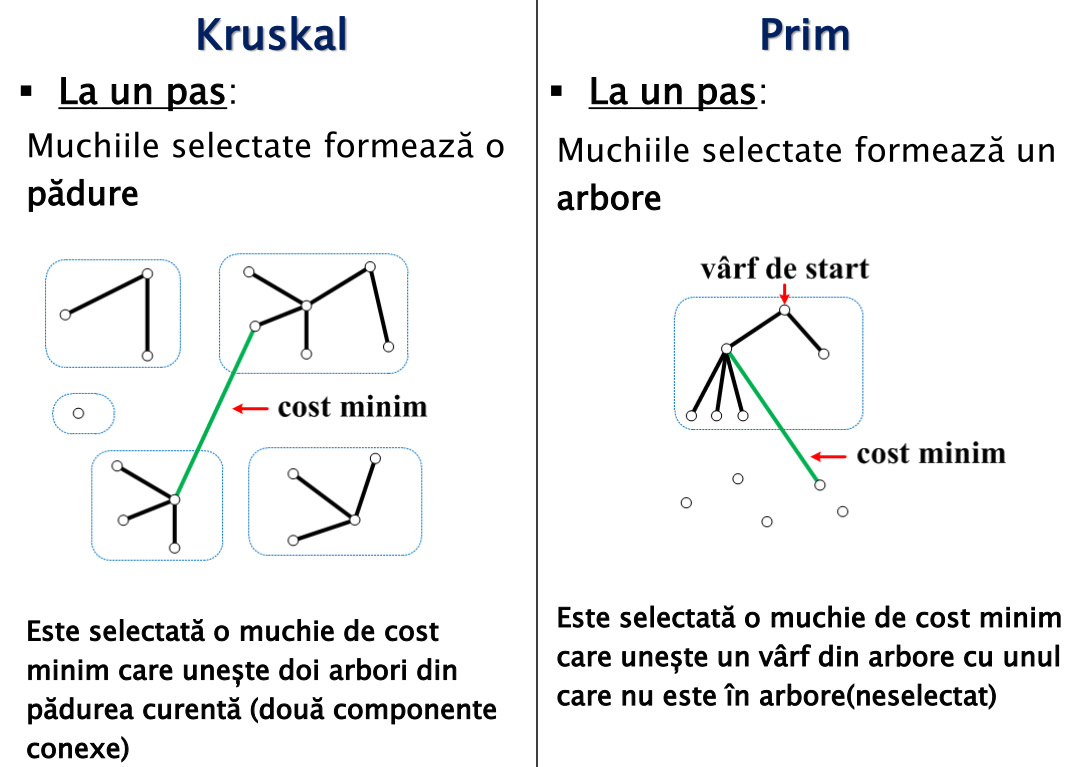 Kruskal
▪ La un pas:
Muchiile selectate formează o
pădure
cost minim
Este selectată o muchie de cost
minim care unește doi arbori din
pădurea curentă (două componente
conexe)
Prim
▪ La un pas:
Muchiile selectate formează un
arbore
vârf de start
cost minim
Este selectată o muchie de cost minim
care unește un vârf din arbore cu unul
care nu este în arbore(neselectat)